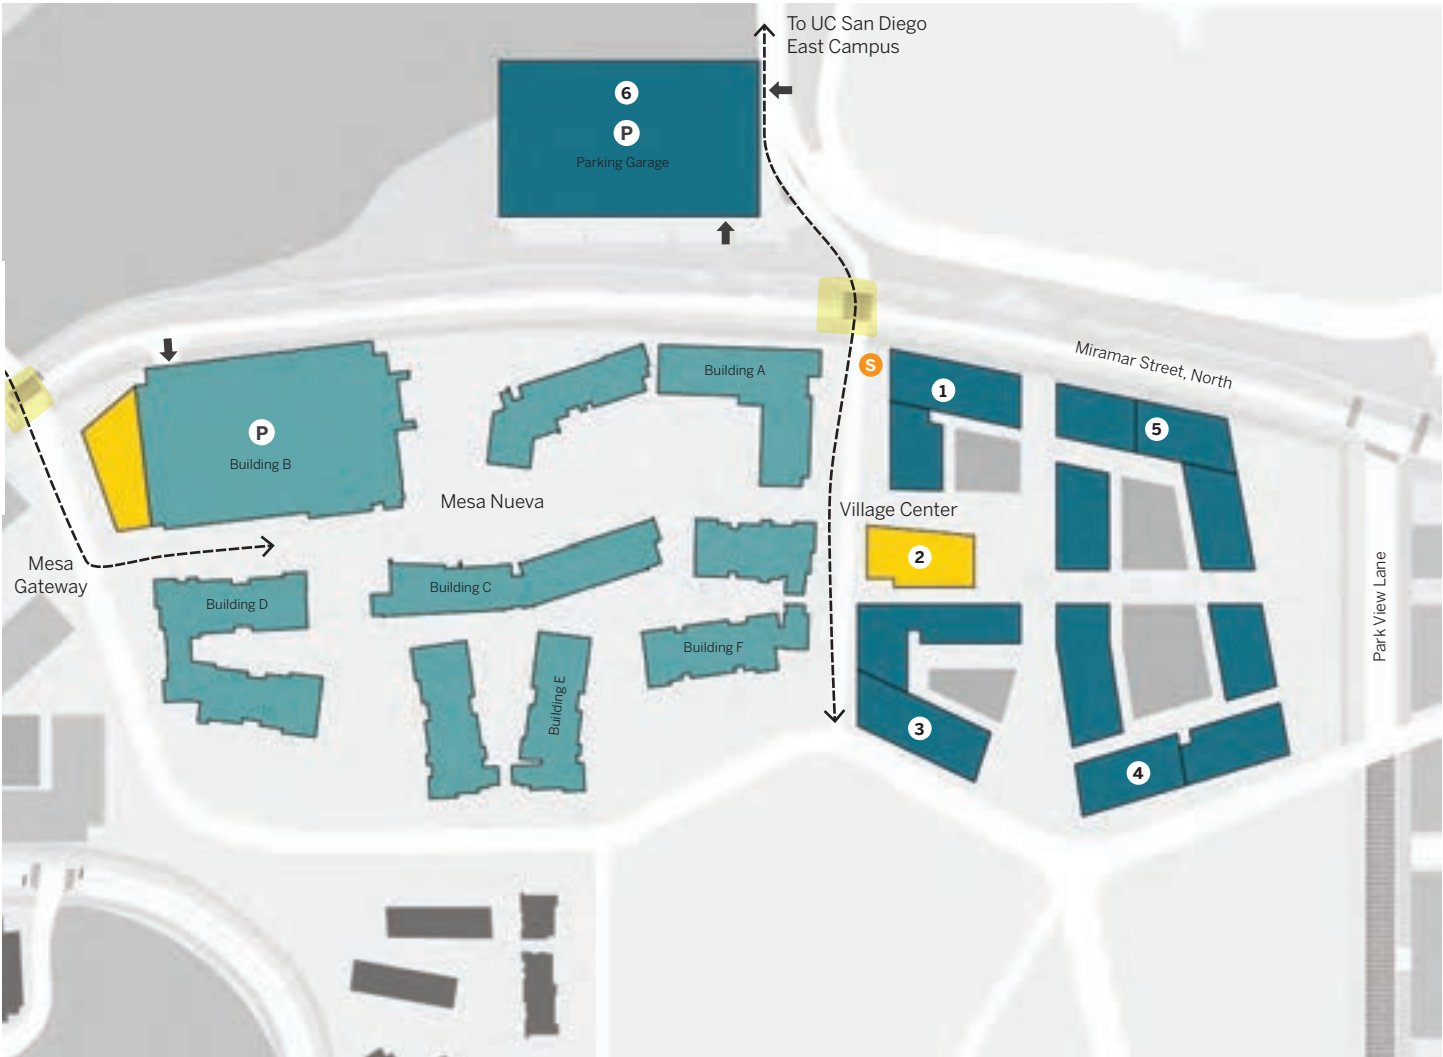 To UC San Diego
East Campus
6
P
Parking Garage
Miramar Street, North
S
Building A
1
5
P
Building B
Mesa Nueva
Village Center
2
Mesa
Gateway
Building C
Building D
Building F
Building E
Park View Lane
3
4